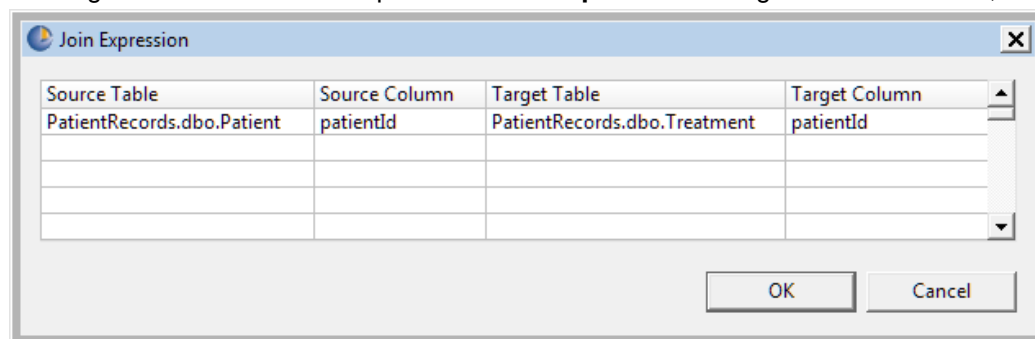 Join Expression
Source Table Source Column Target Table Target Column
PatientRecords.dbo.Patient patientId PatientRecords.dbo.Treatment patientId
OK Cancel